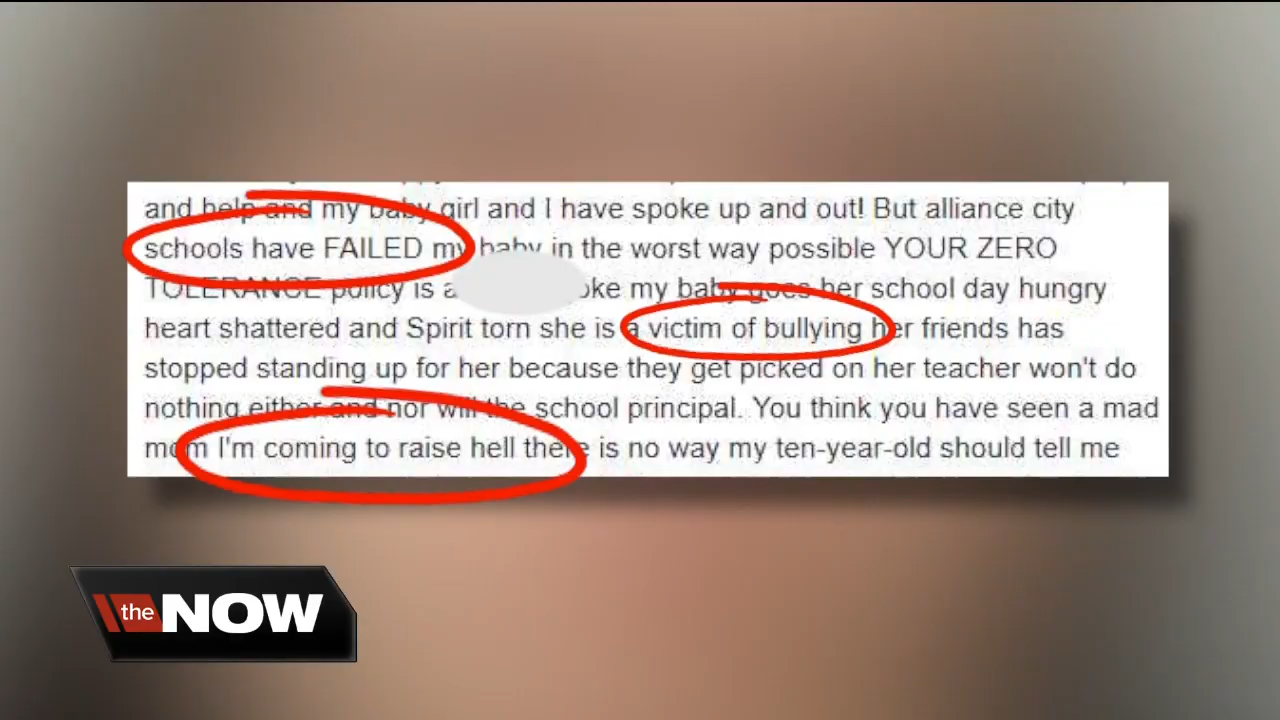 and help and my baby girl and I have spoke up and out! But alliance city
schools have FAILED my baby in the worst way possible YOUR ZERO
TOLERANCE policy is a oke my baby goes her school day hungry
heart shattered and Spirit torn she is a victim of bullying her friends has
stopped standing up for her because they get picked on her teacher won't do
nothing either and nor will the school principal. You think you have seen a mad
mom I'm coming to raise hell there is no way my ten-year-old should tell me
the NOW